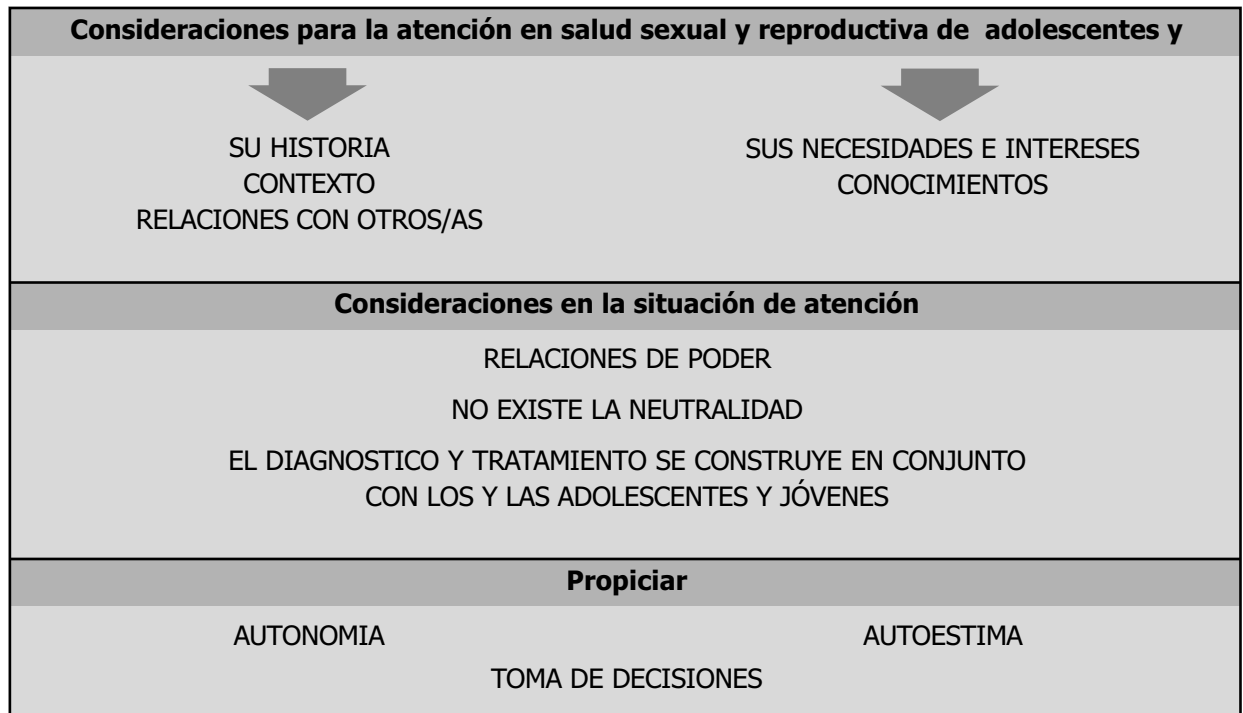 Consideraciones para la atención en salud sexual y reproductiva de adolescentes y
SU HISTORIA
CONTEXTO
RELACIONES CON OTROS/AS
SUS NECESIDADES E INTERESES
CONOCIMIENTOS
Consideraciones en la situación de atención
RELACIONES DE PODER
NO EXISTE LA NEUTRALIDAD
EL DIAGNOSTICO Y TRATAMIENTO SE CONSTRUYE EN CONJUNTO
CON LOS Y LAS ADOLESCENTES Y JÓVENES
Propiciar
AUTONOMIA
AUTOESTIMA
TOMA DE DECISIONES